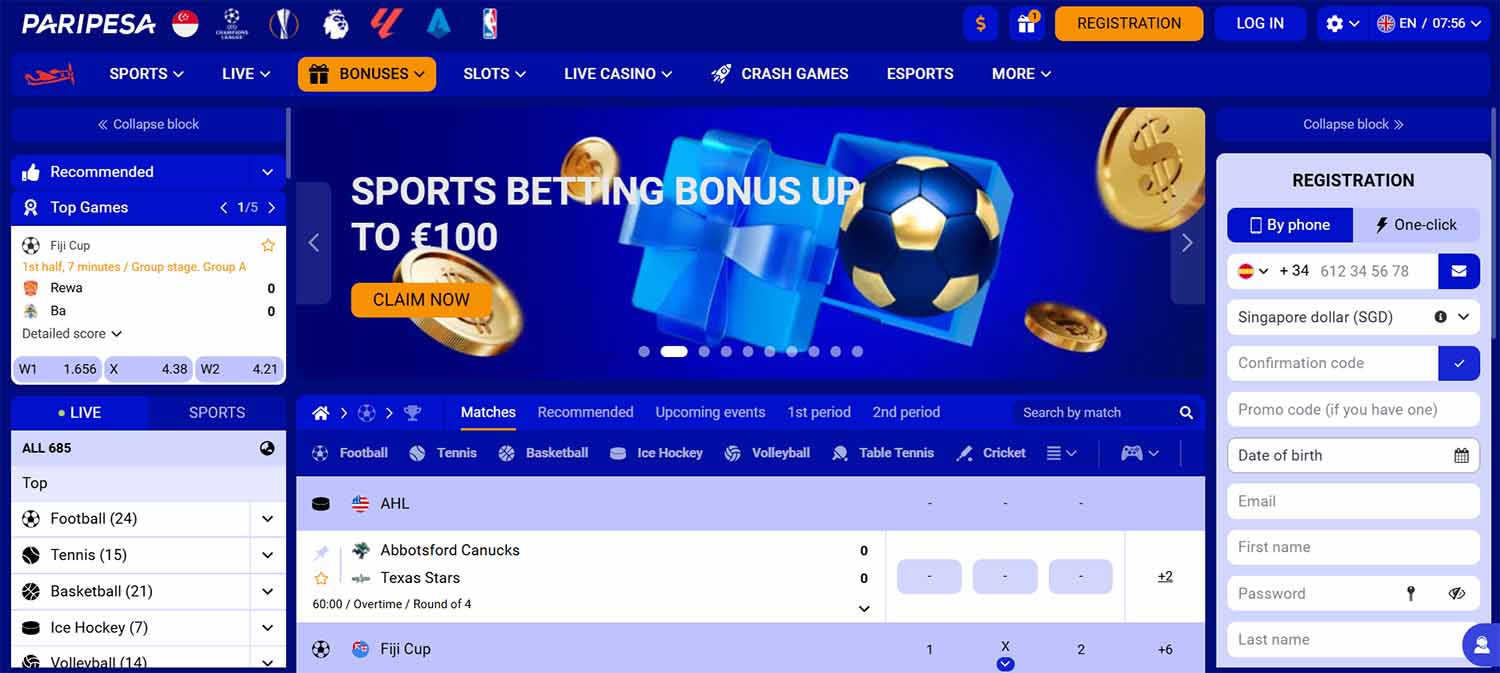 PARIPESA
UEFA CHAMPIONS LEAGUE
NBA
$
1
REGISTRATION
LOG IN
EN / 07:56
SPORTS
LIVE
BONUSES
SLOTS
LIVE CASINO
CRASH GAMES
ESPORTS
MORE
« Collapse block
Recommended
Top Games
1/5
Fiji Cup
1st half, 7 minutes / Group stage. Group A
Rewa 0
Ba 0
Detailed score
W1 1.656 X 4.38 W2 4.21
LIVE SPORTS
ALL 685
Top
Football (24)
Tennis (15)
Basketball (21)
Ice Hockey (7)
Volleyball (14)
SPORTS BETTING BONUS UP
TO €100
CLAIM NOW
Matches Recommended Upcoming events 1st period 2nd period Search by match
Football Tennis Basketball Ice Hockey Volleyball Table Tennis Cricket
AHL - - -
Abbotsford Canucks 0
Texas Stars 0
- - - +2
60:00 / Overtime / Round of 4
Fiji Cup 1 X 2 +6
Collapse block »
REGISTRATION
By phone One-click
+ 34 612 34 56 78
Singapore dollar (SGD)
Confirmation code
Promo code (if you have one)
Date of birth
Email
First name
Password
Last name